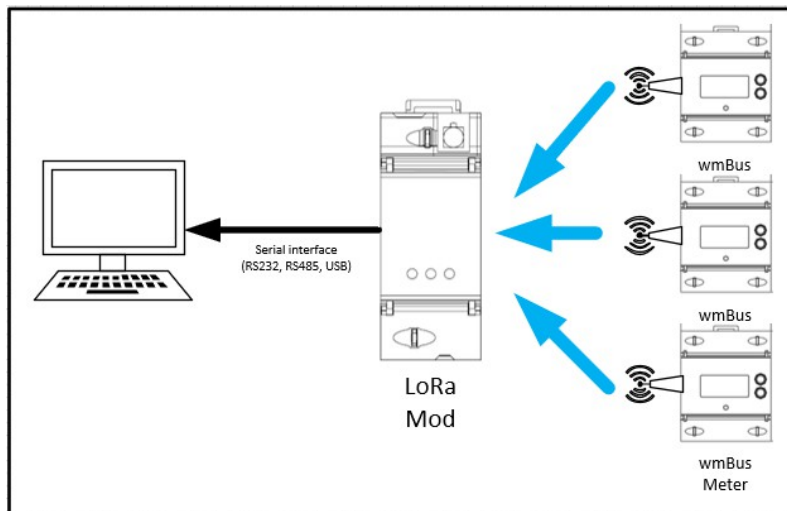 wmBus
Serial interface
(RS232, RS485, USB)
wmBus
LoRa
Mod
wmBus
Meter